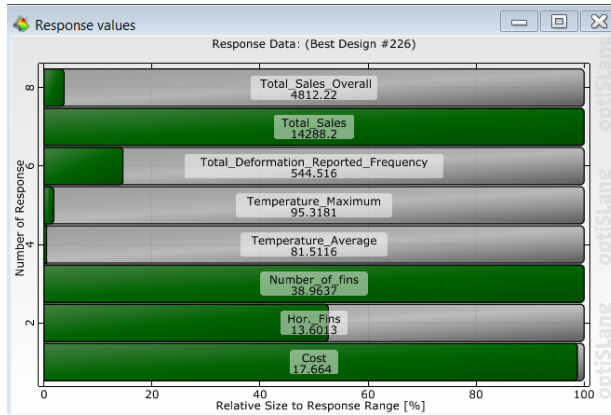 Response values
Response Data: (Best Design #226)
Total_Sales_Overall
4812.22
Total_Sales
14288.2
Total_Deformation_Reported_Frequency
544.516
Temperature_Maximum
95.3181
Temperature_Average
81.5116
Number_of_fins
38.9637
Hor._Fins
13.6013
Cost
17.664
8
6
4
2
Number of Response
0
20
40
60
80
100
Relative Size to Response Range [%]
optiSLang
optiSLang
optiSLang